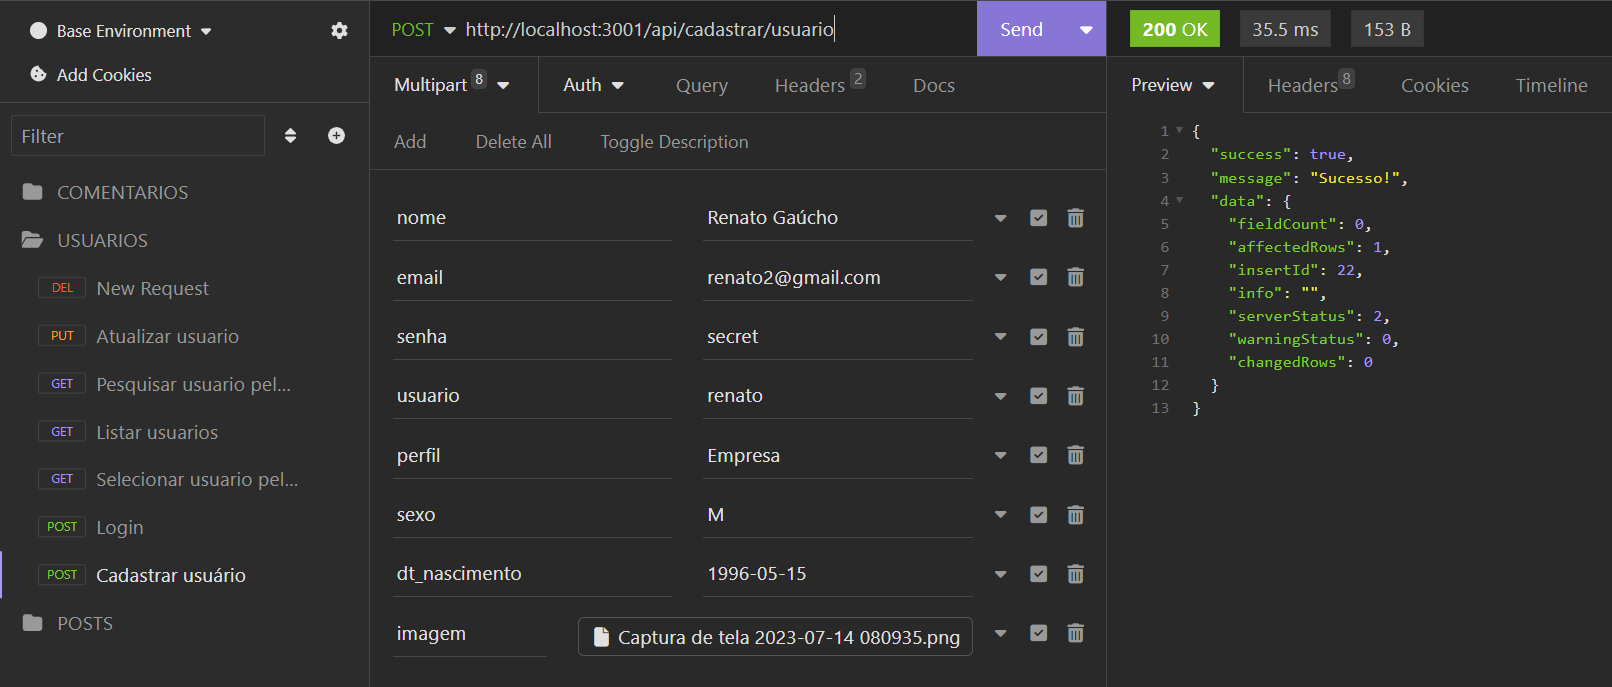 Base Environment
Add Cookies
Filter
COMENTARIOS
USUARIOS
DEL New Request
PUT Atualizar usuario
GET Pesquisar usuario pel...
GET Listar usuarios
GET Selecionar usuario pel...
POST Login
POST Cadastrar usuário
POSTS
POST http://localhost:3001/api/cadastrar/usuario Send
Multipart 8 Auth Query Headers 2 Docs
Add Delete All Toggle Description
nome Renato Gaúcho
email renato2@gmail.com
senha secret
usuario renato
perfil Empresa
sexo M
dt_nascimento 1996-05-15
imagem Captura de tela 2023-07-14 080935.png
200 OK 35.5 ms 153 B
Preview Headers 8 Cookies Timeline
1 {
2 "success": true,
3 "message": "Sucesso!",
4 "data": {
5 "fieldCount": 0,
6 "affectedRows": 1,
7 "insertId": 22,
8 "info": "",
9 "serverStatus": 2,
10 "warningStatus": 0,
11 "changedRows": 0
12 }
13 }